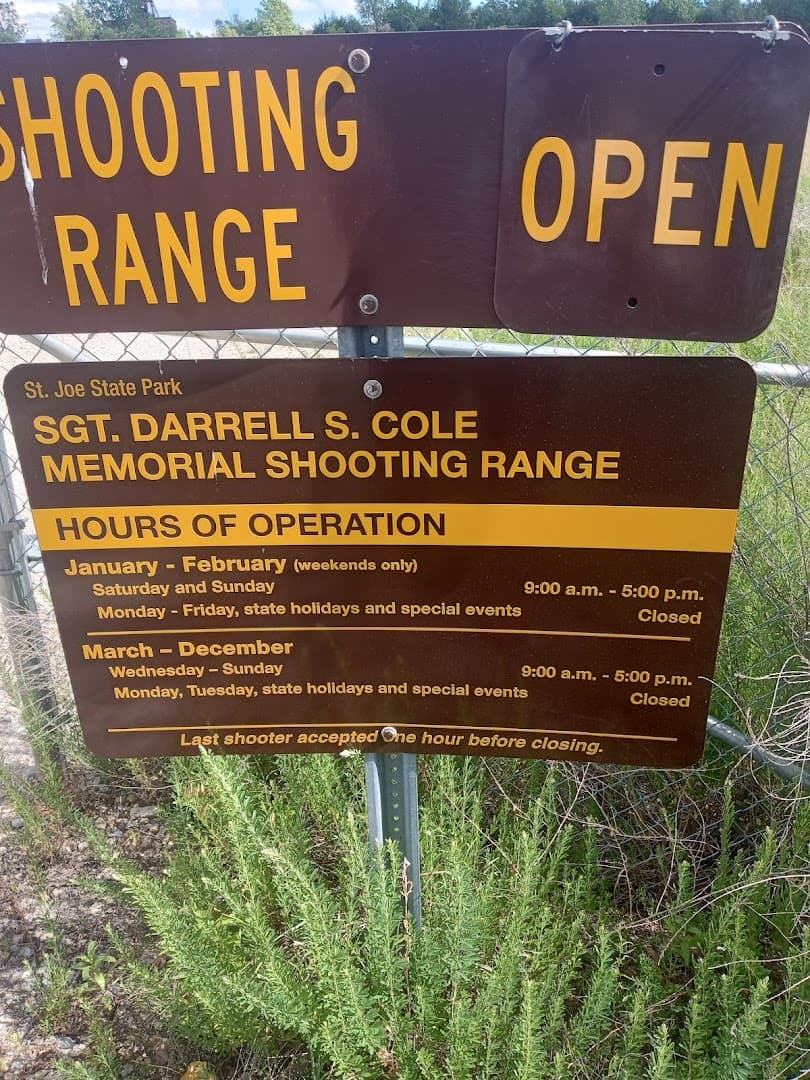 SHOOTING
RANGE
OPEN
St. Joe State Park
SGT. DARRELL S. COLE
MEMORIAL SHOOTING RANGE
HOURS OF OPERATION
January - February (weekends only)
Saturday and Sunday 9:00 a.m. - 5:00 p.m.
Monday - Friday, state holidays and special events Closed
March – December
Wednesday – Sunday 9:00 a.m. - 5:00 p.m.
Monday, Tuesday, state holidays and special events Closed
Last shooter accepted one hour before closing.